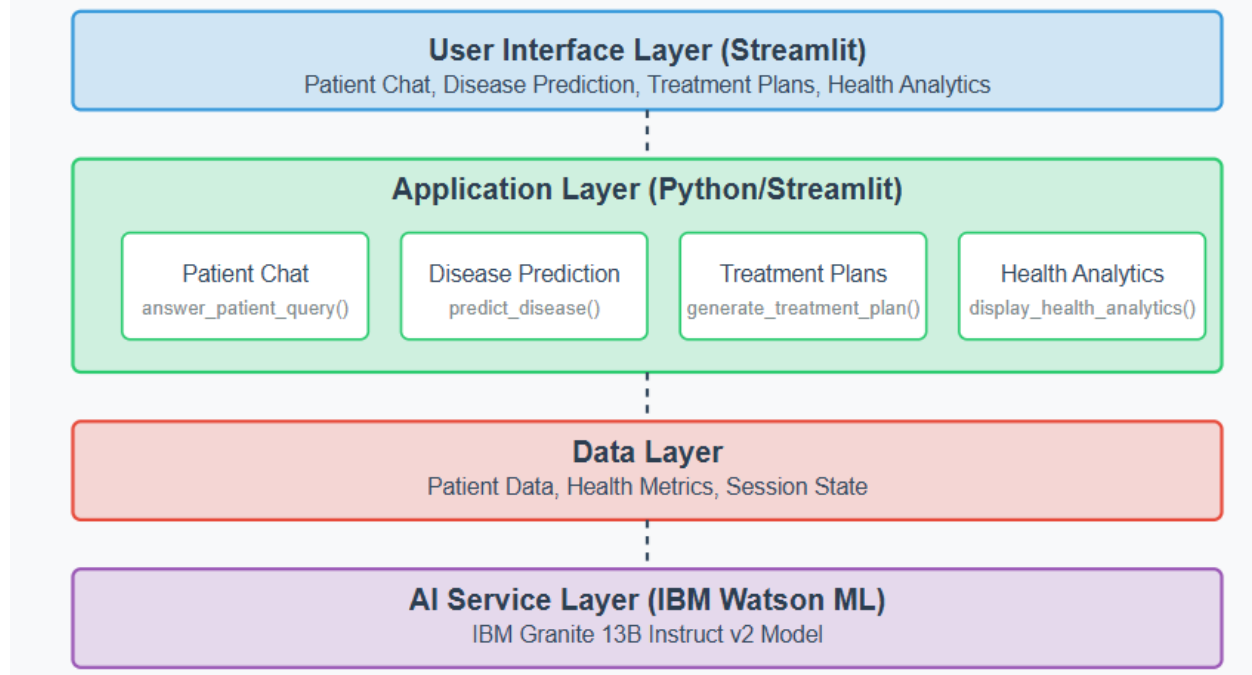 User Interface Layer (Streamlit)
Patient Chat, Disease Prediction, Treatment Plans, Health Analytics
Application Layer (Python/Streamlit)
Patient Chat
answer_patient_query()
Disease Prediction
predict_disease()
Treatment Plans
generate_treatment_plan()
Health Analytics
display_health_analytics()
Data Layer
Patient Data, Health Metrics, Session State
AI Service Layer (IBM Watson ML)
IBM Granite 13B Instruct v2 Model